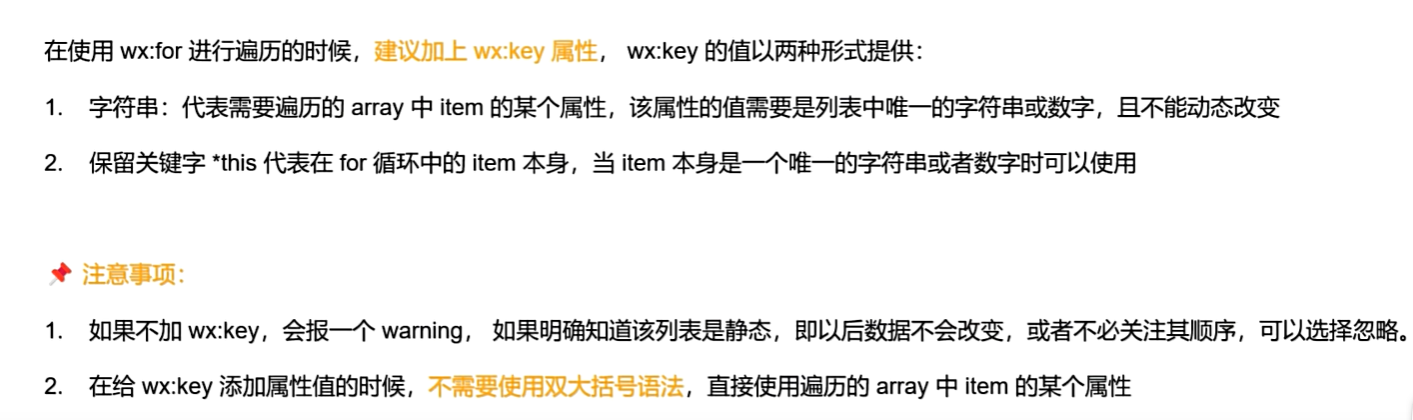 在使用 wx:for 进行遍历的时候，建议加上 wx:key 属性， wx:key 的值以两种形式提供：
1. 字符串：代表需要遍历的 array 中 item 的某个属性，该属性的值需要是列表中唯一的字符串或数字，且不能动态改变
2. 保留关键字 *this 代表在 for 循环中的 item 本身，当 item 本身是一个唯一的字符串或者数字时可以使用
📌 注意事项：
1. 如果不加 wx:key，会报一个 warning， 如果明确知道该列表是静态，即以后数据不会改变，或者不必关注其顺序，可以选择忽略。
2. 在给 wx:key 添加属性值的时候，不需要使用双大括号语法，直接使用遍历的 array 中 item 的某个属性